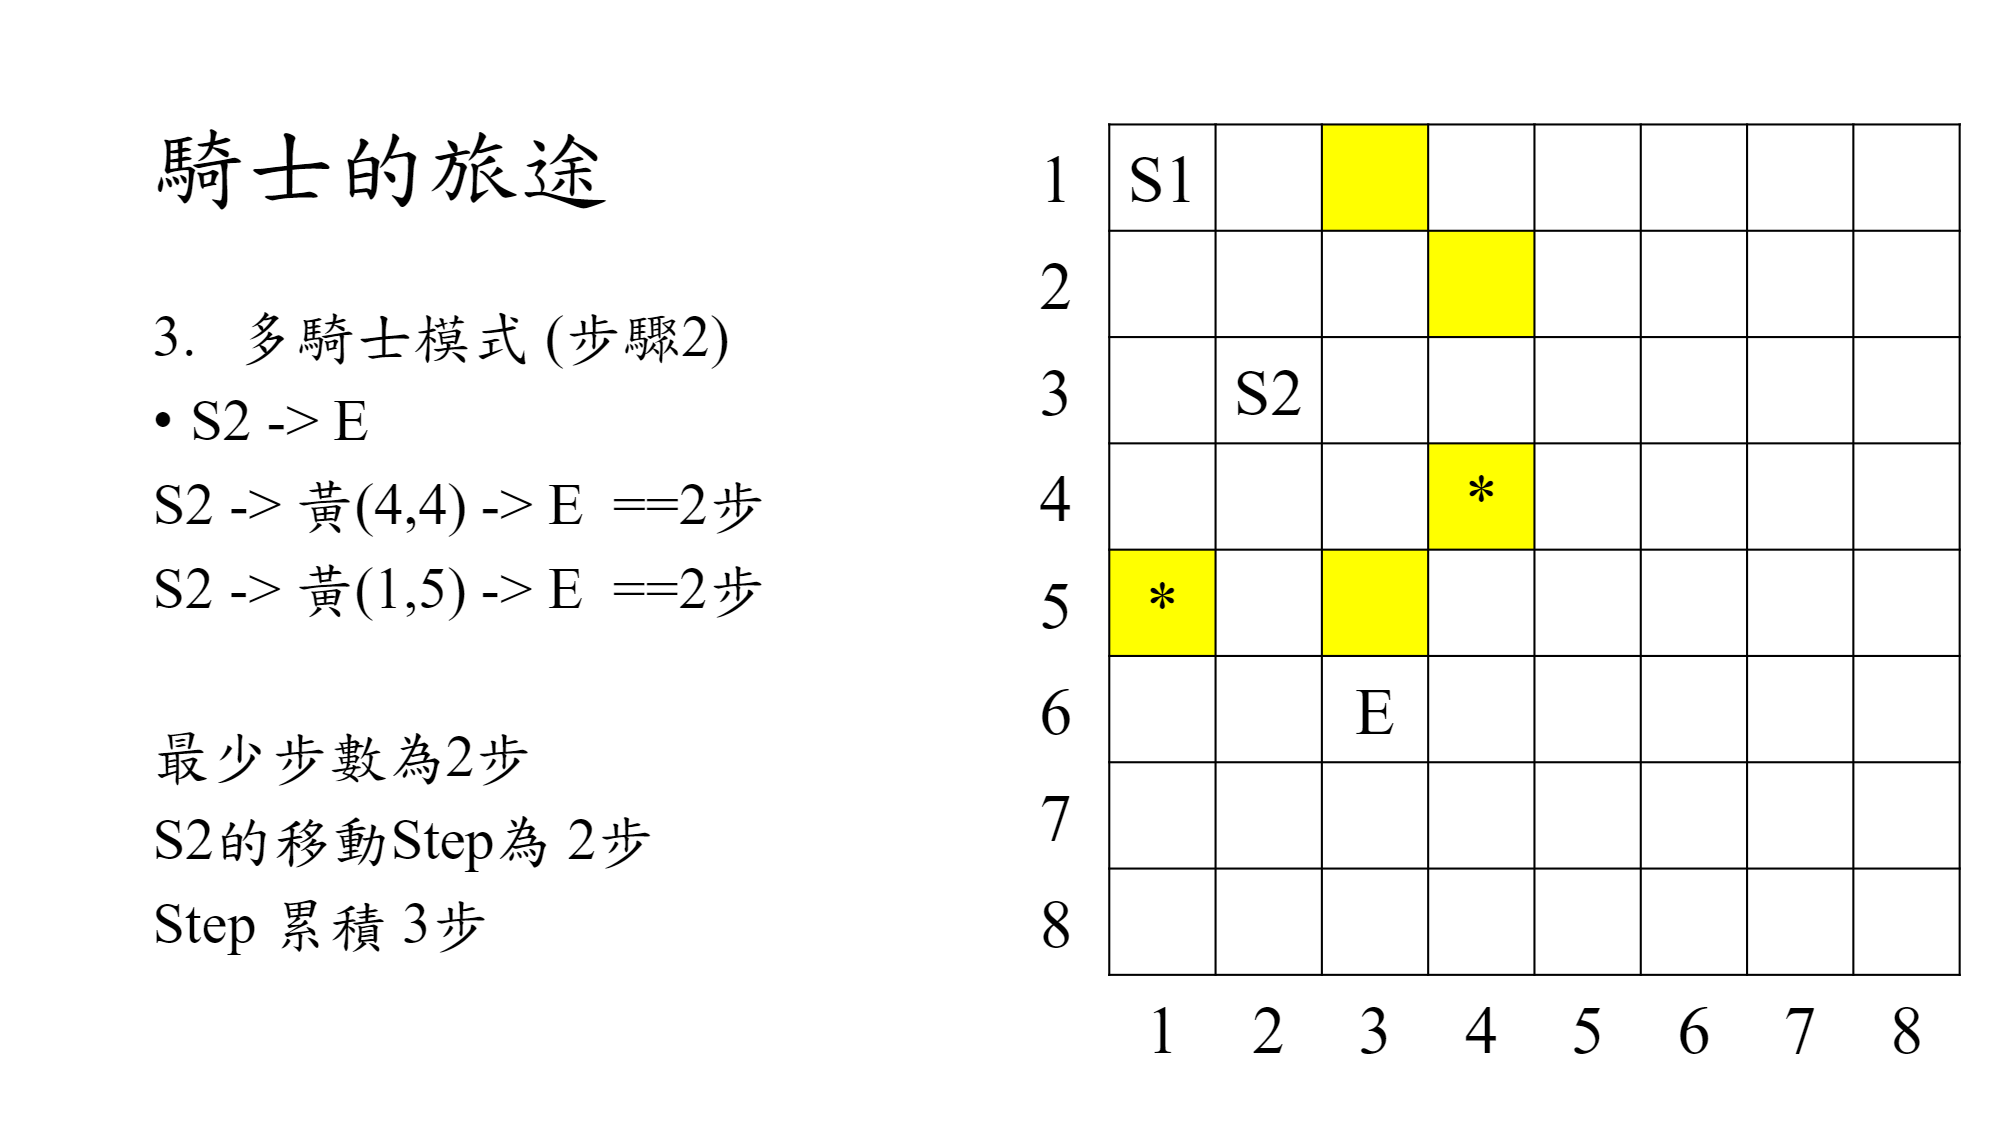 騎士的旅途
3. 多騎士模式 (步驟2)
• S2 -> E
S2 -> 黃(4,4) -> E ==2步
S2 -> 黃(1,5) -> E ==2步
最少步數為2步
S2的移動Step為 2步
Step 累積 3步
1 S1
2
3 S2
4 *
5 *
6 E
7
8
1 2 3 4 5 6 7 8